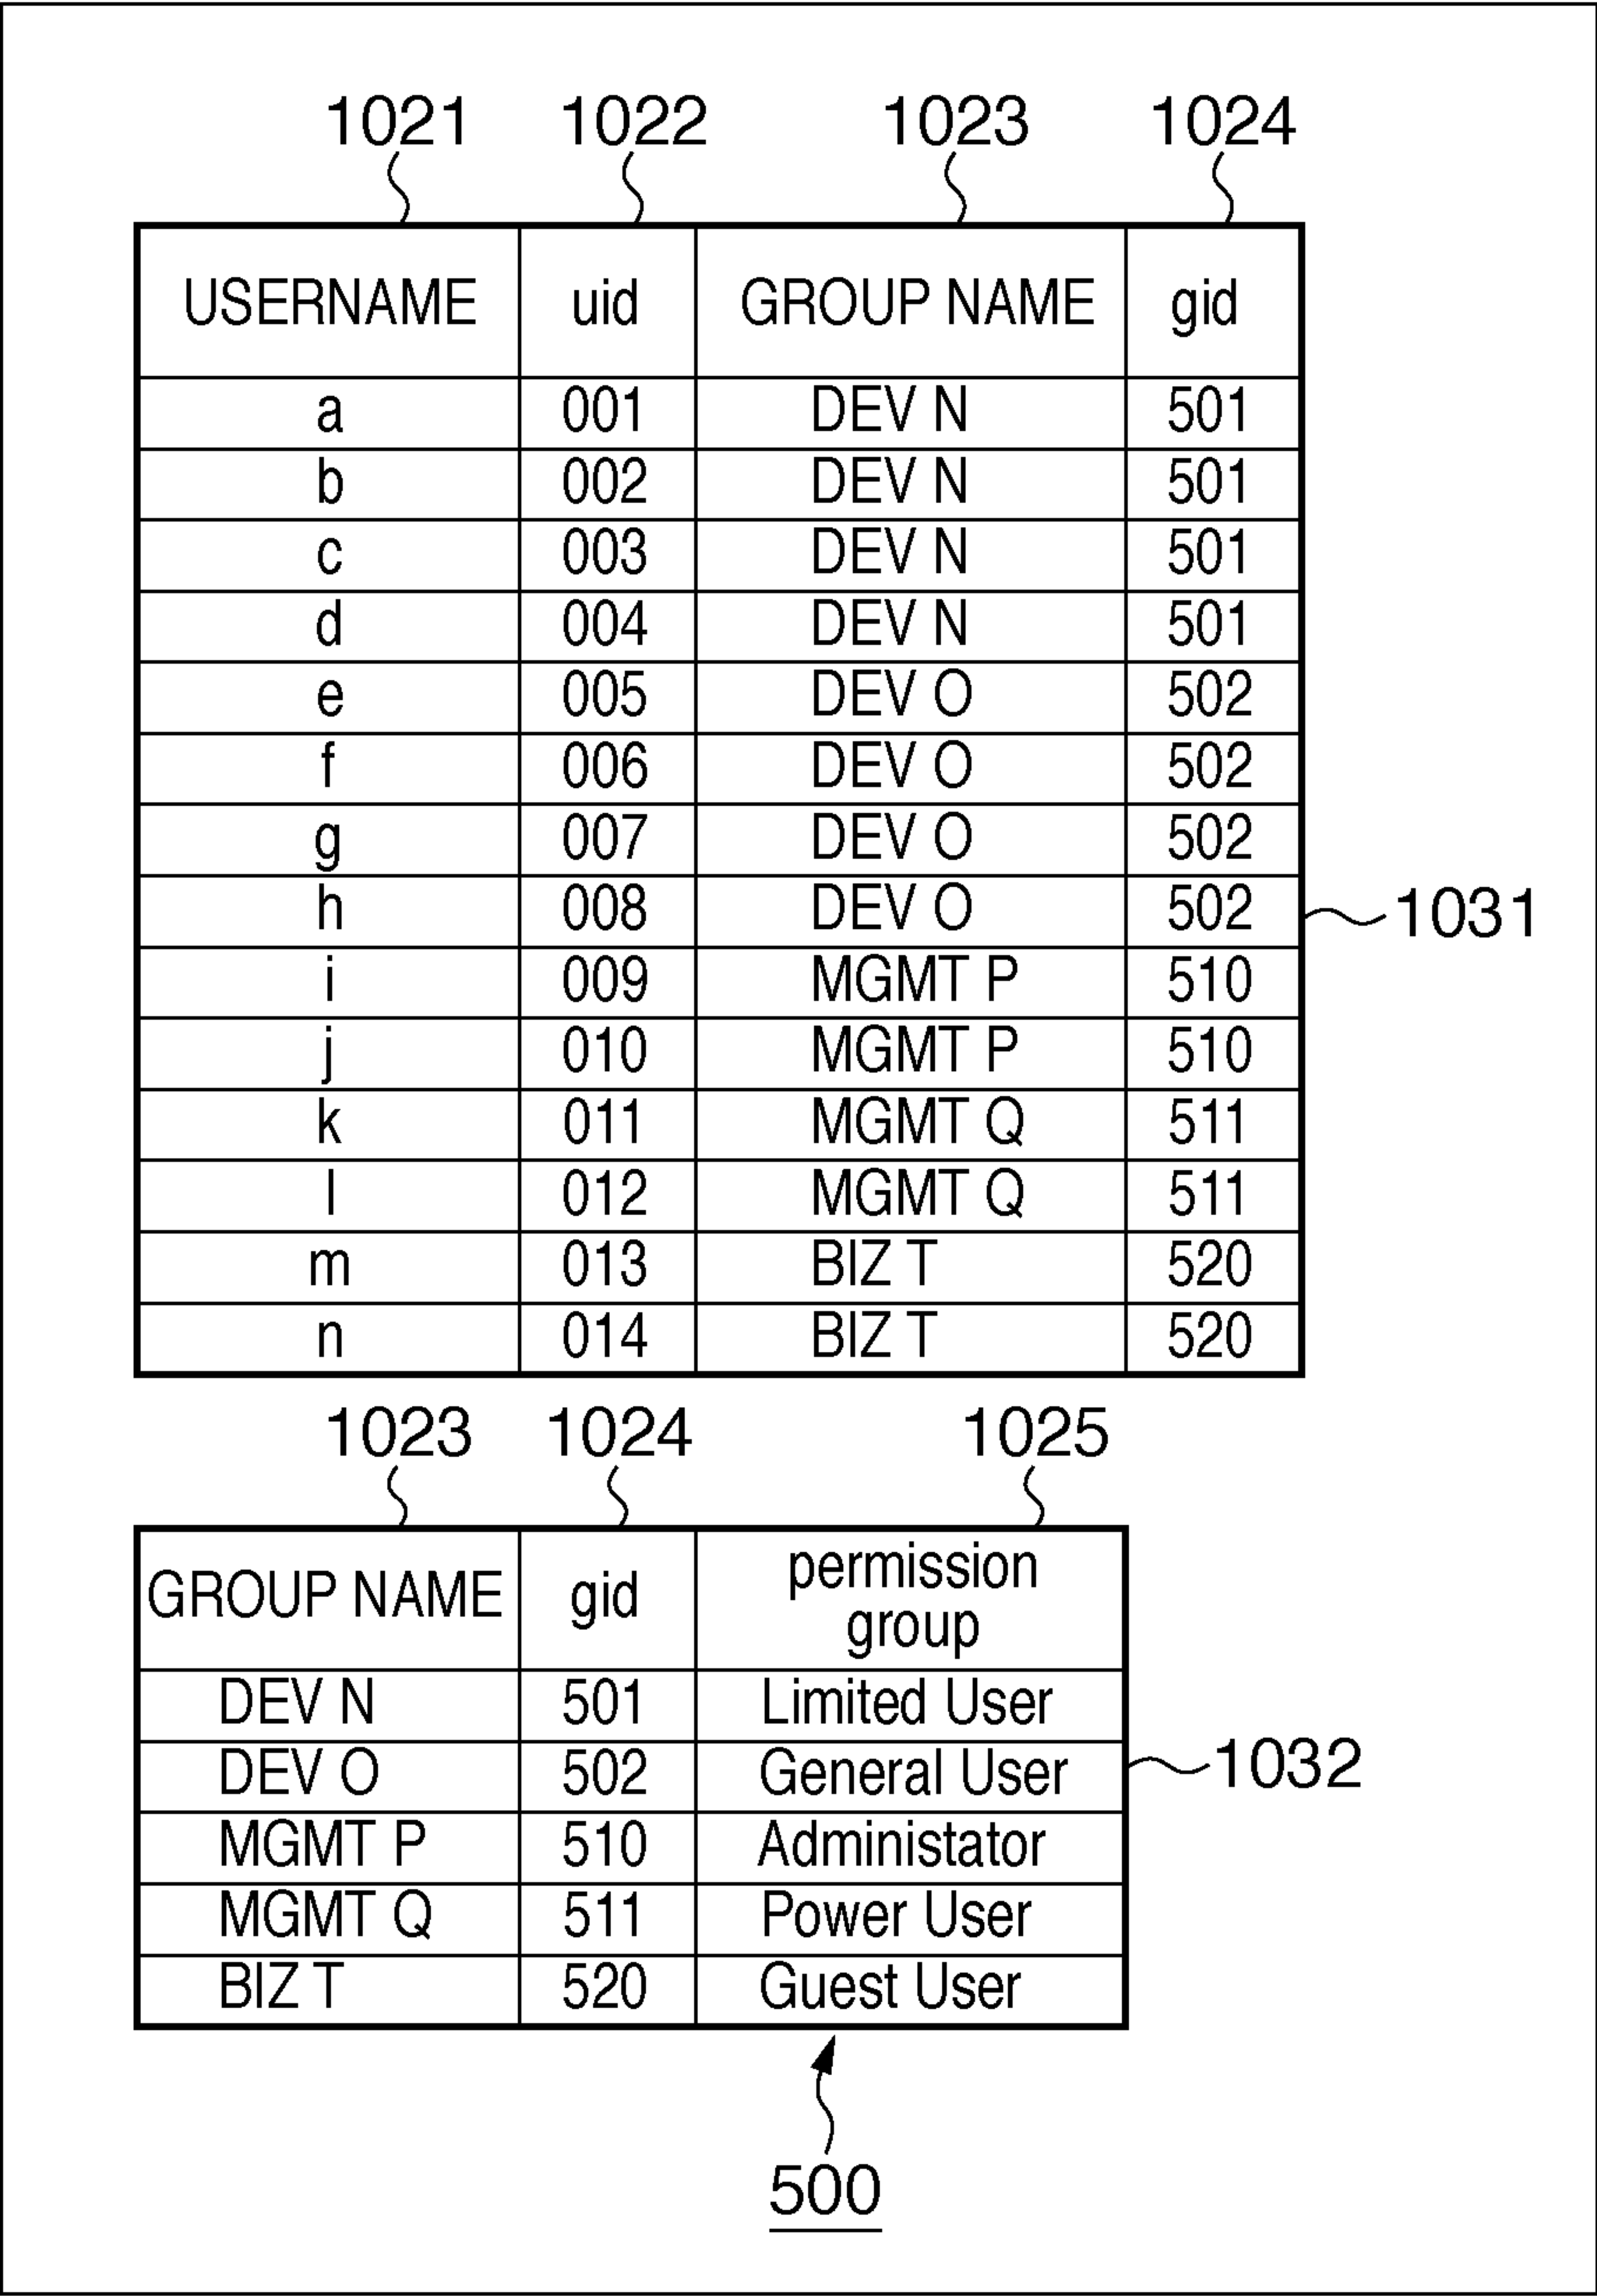 1021 1022 1023 1024
USERNAME uid GROUP NAME gid
a 001 DEV N 501
b 002 DEV N 501
c 003 DEV N 501
d 004 DEV N 501
e 005 DEV O 502
f 006 DEV O 502
g 007 DEV O 502
h 008 DEV O 502 1031
i 009 MGMT P 510
j 010 MGMT P 510
k 011 MGMT Q 511
l 012 MGMT Q 511
m 013 BIZ T 520
n 014 BIZ T 520
1023 1024 1025
GROUP NAME gid permission
group
DEV N 501 Limited User
DEV O 502 General User 1032
MGMT P 510 Administator
MGMT Q 511 Power User
BIZ T 520 Guest User
500